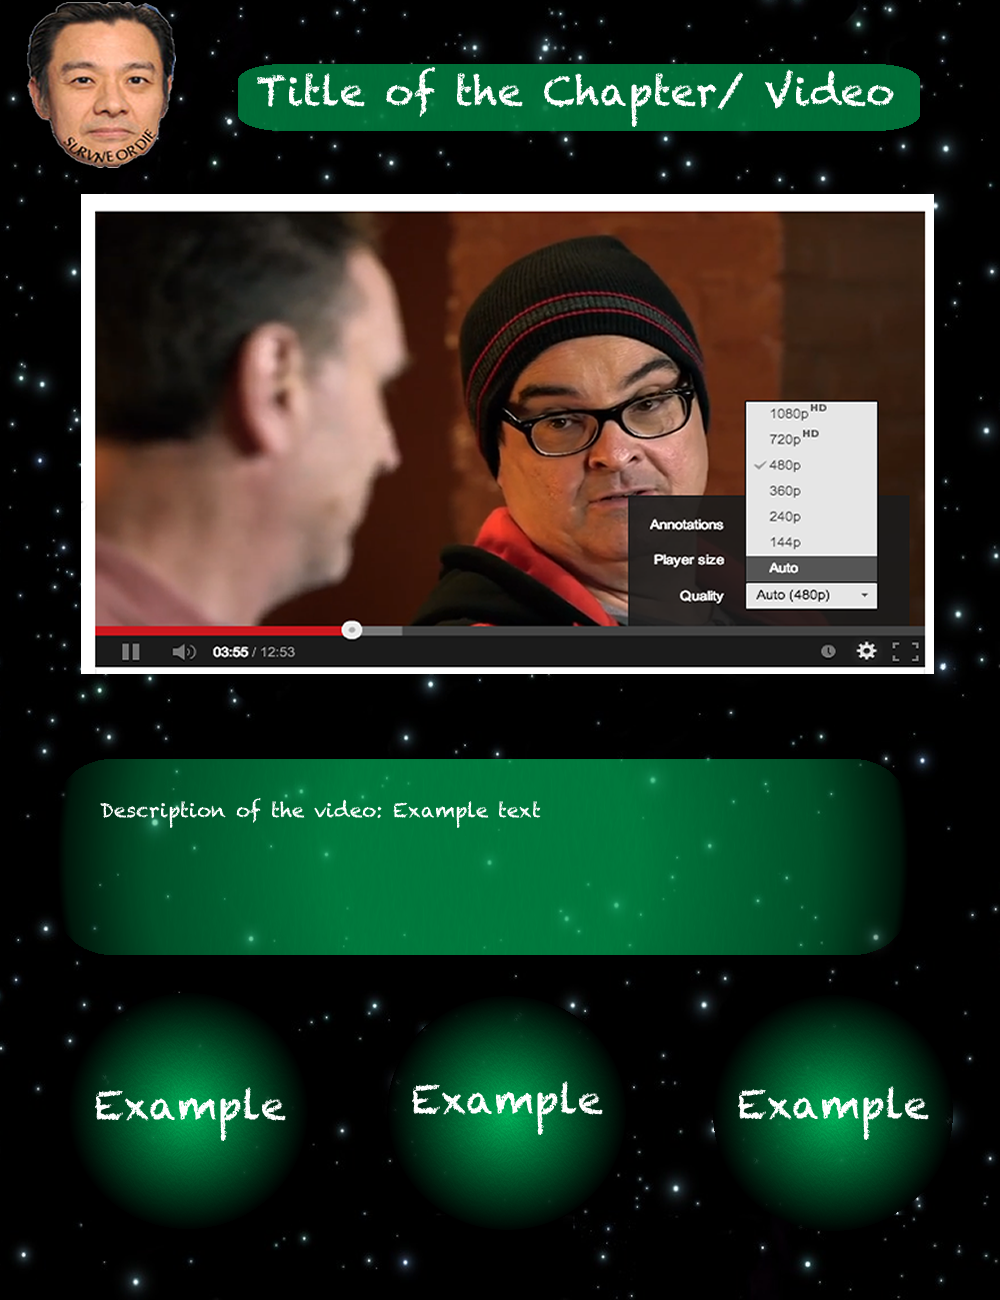 SURVIVE OR DIE
Title of the Chapter/ Video
1080p HD
720p HD
480p
360p
240p
144p
Auto
Annotations
Player size
Quality
Auto (480p)
03:55 / 12:53
Description of the video: Example text
Example
Example
Example